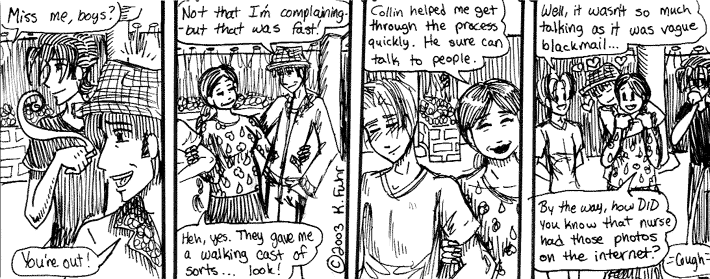 Miss me, boys?
You're out!
Not that I'm complaining-
-but that was fast!
Heh, yes. They gave me
a walking cast of
sorts... look!
©2003 K. Fuhr
Collin helped me get
through the process
quickly. He sure can
talk to people.
Well, it wasn't so much
talking as it was vague
blackmail...
By the way, how DID
you know that nurse
had those photos
on the internet?
-Cough-